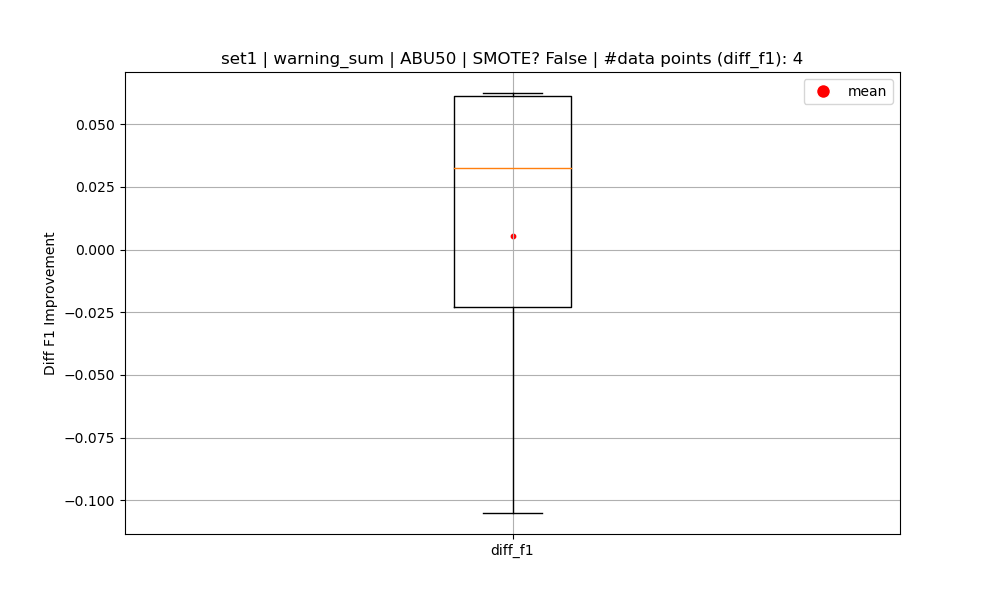 set1 | warning_sum | ABU50 | SMOTE? False | #data points (diff_f1): 4
mean
0.050
0.025
0.000
−0.025
−0.050
−0.075
−0.100
Diff F1 Improvement
diff_f1